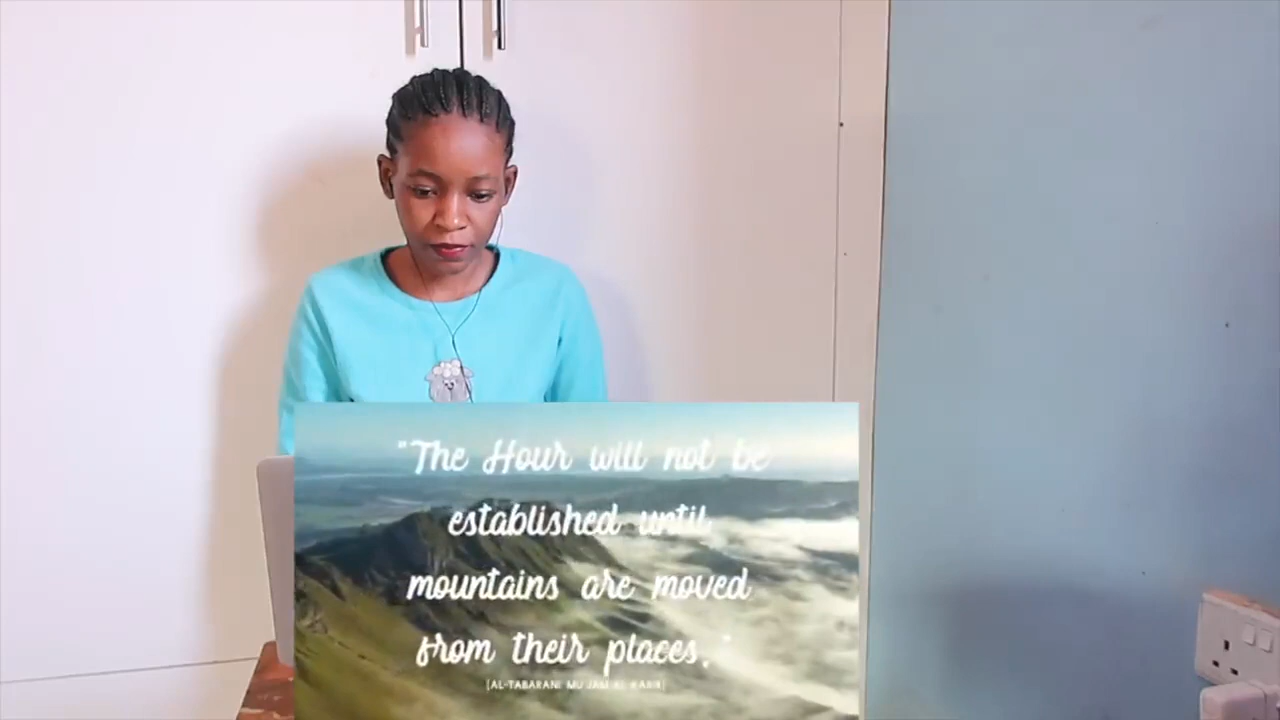 "The Hour will not be
established until
mountains are moved
from their places."
[AL-TABARANI MU'JAM AL-KABIR]